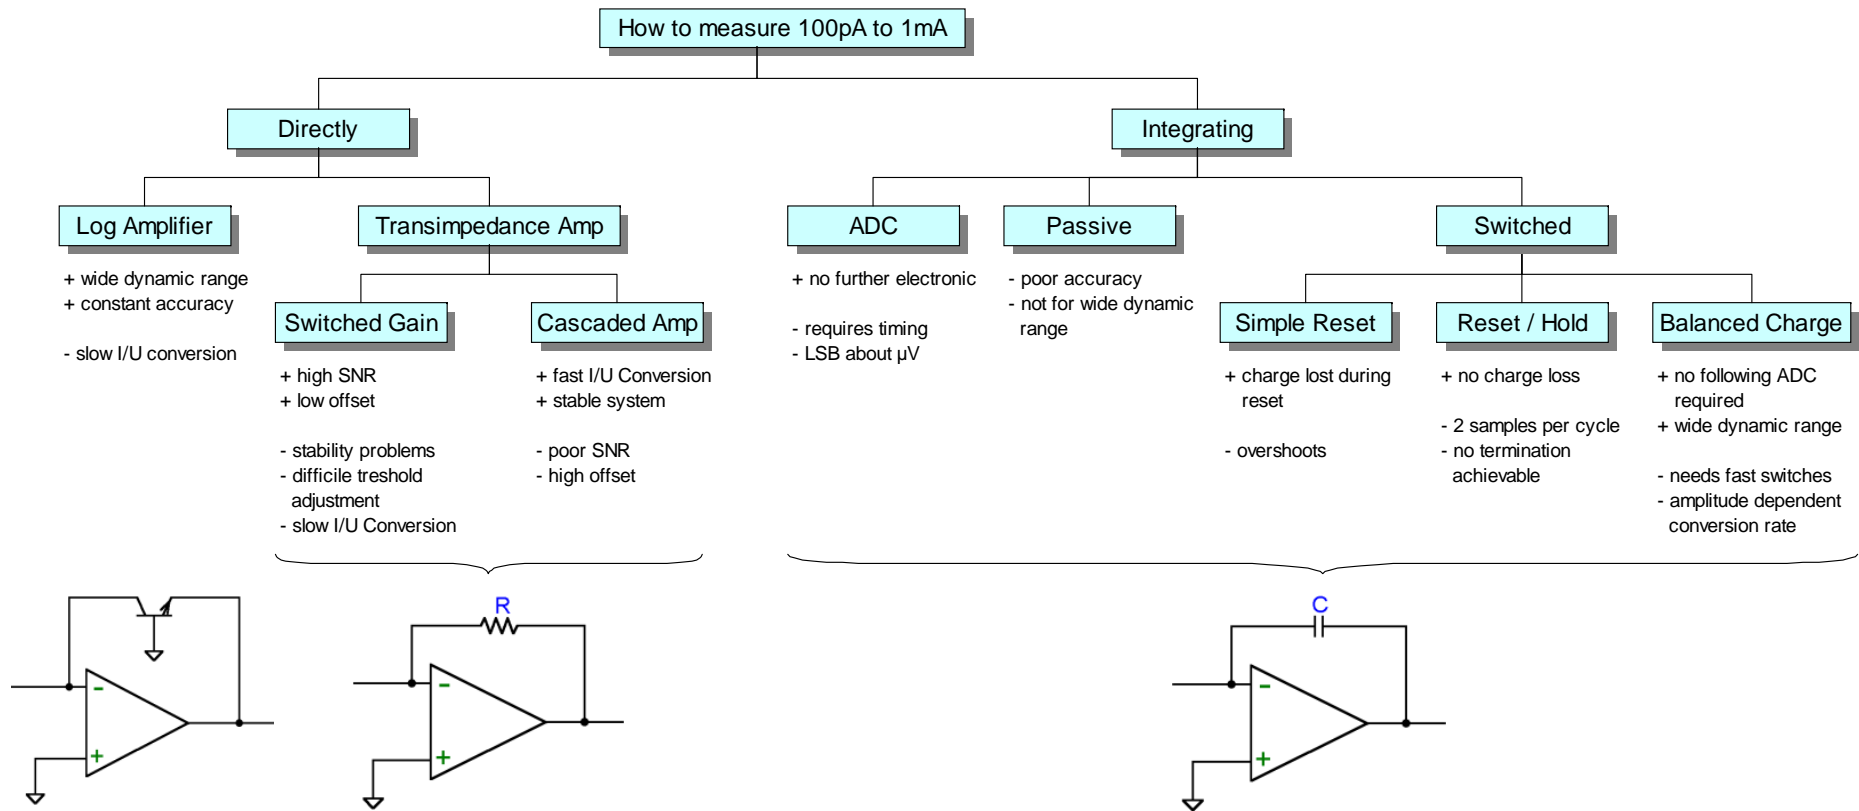 How to measure 100pA to 1mA
Directly
Integrating
Log Amplifier
Transimpedance Amp
ADC
Passive
Switched
+ wide dynamic range
+ constant accuracy
- slow I/U conversion
Switched Gain
Cascaded Amp
+ high SNR
+ low offset
- stability problems
- difficile treshold
adjustment
- slow I/U Conversion
+ fast I/U Conversion
+ stable system
- poor SNR
- high offset
+ no further electronic
- requires timing
- LSB about µV
- poor accuracy
- not for wide dynamic
range
Simple Reset
Reset / Hold
Balanced Charge
+ charge lost during
reset
- overshoots
+ no charge loss
- 2 samples per cycle
- no termination
achievable
+ no following ADC
required
+ wide dynamic range
- needs fast switches
- amplitude dependent
conversion rate
-
+
R
-
+
C
-
+